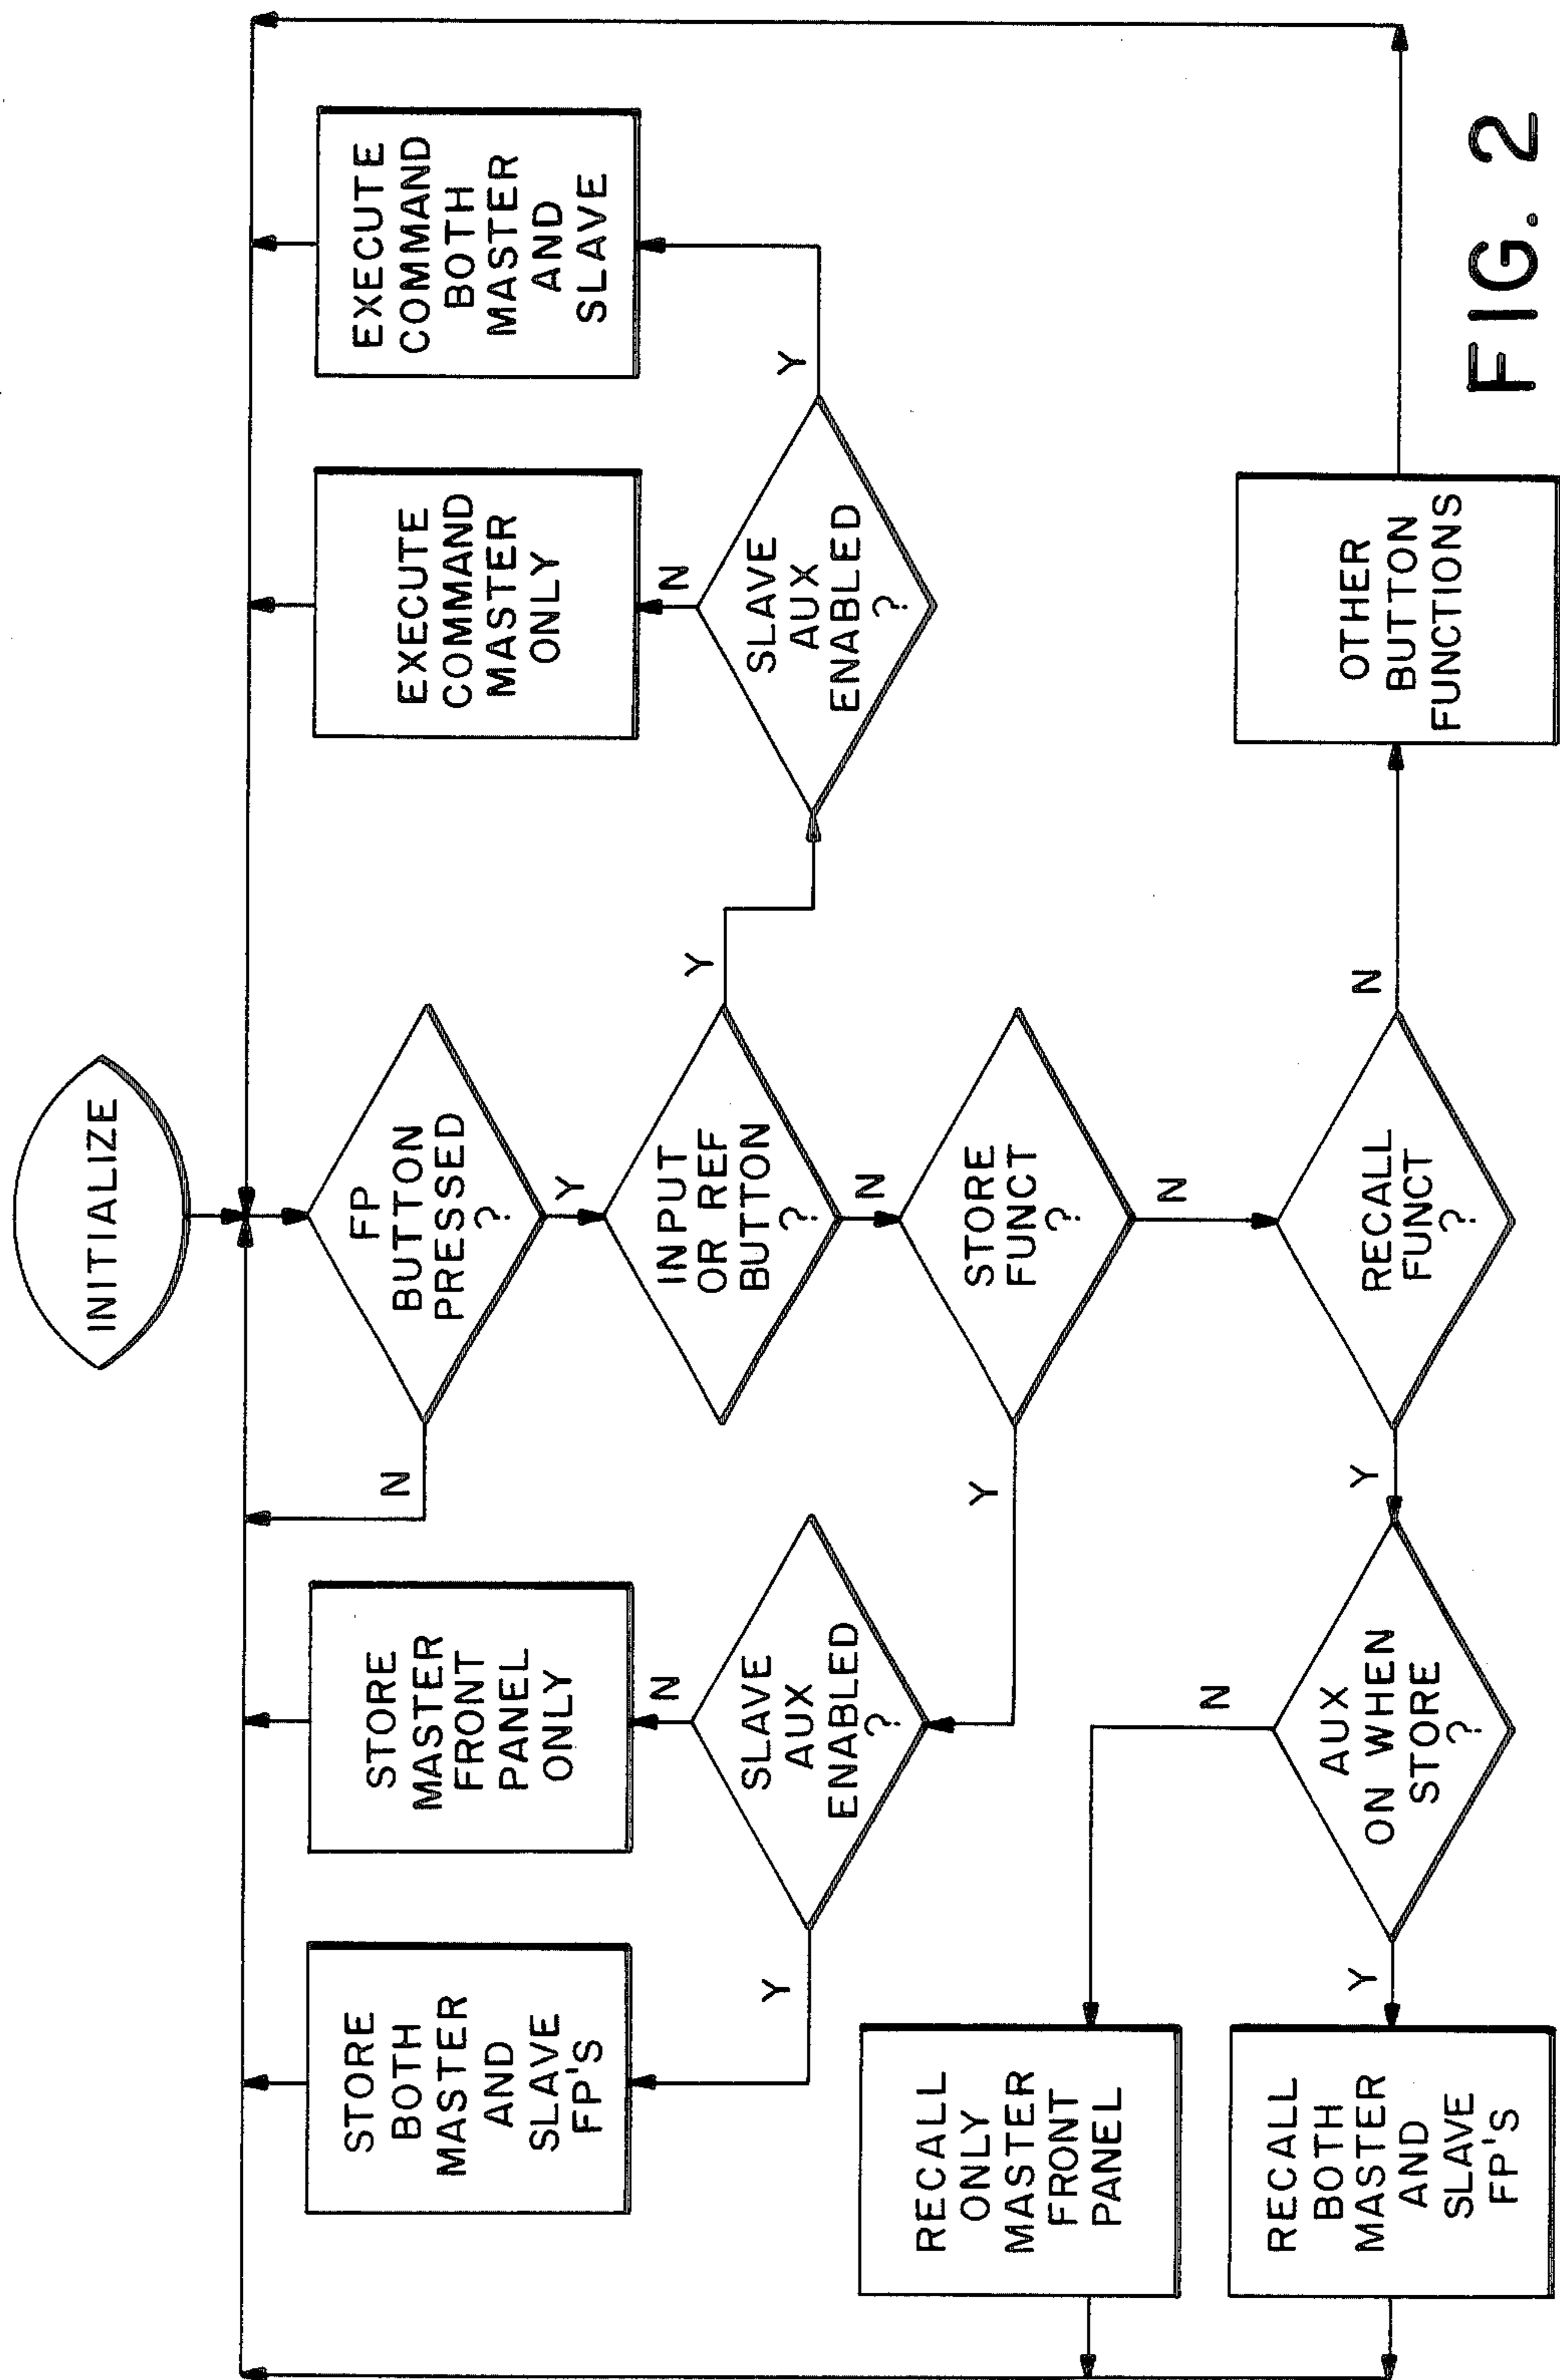 INITIALIZE
FP
BUTTON
PRESSED
?
N
Y
INPUT
OR REF
BUTTON
?
Y
N
SLAVE
AUX
ENABLED
?
N
Y
EXECUTE
COMMAND
MASTER
ONLY
EXECUTE
COMMAND
BOTH
MASTER
AND
SLAVE
STORE
FUNCT
?
Y
N
SLAVE
AUX
ENABLED
?
N
Y
STORE
MASTER
FRONT
PANEL
ONLY
STORE
BOTH
MASTER
AND
SLAVE
FP'S
RECALL
FUNCT
?
Y
N
AUX
ON WHEN
STORE
?
N
Y
RECALL
ONLY
MASTER
FRONT
PANEL
RECALL
BOTH
MASTER
AND
SLAVE
FP'S
OTHER
BUTTON
FUNCTIONS
FIG. 2